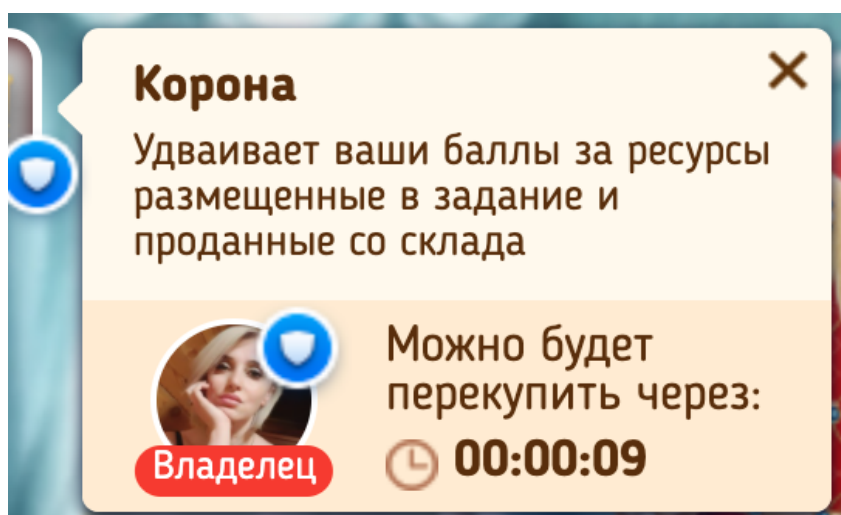 Корона
Удваивает ваши баллы за ресурсы
размещенные в задание и
проданные со склада
Можно будет
перекупить через:
00:00:09
Владелец